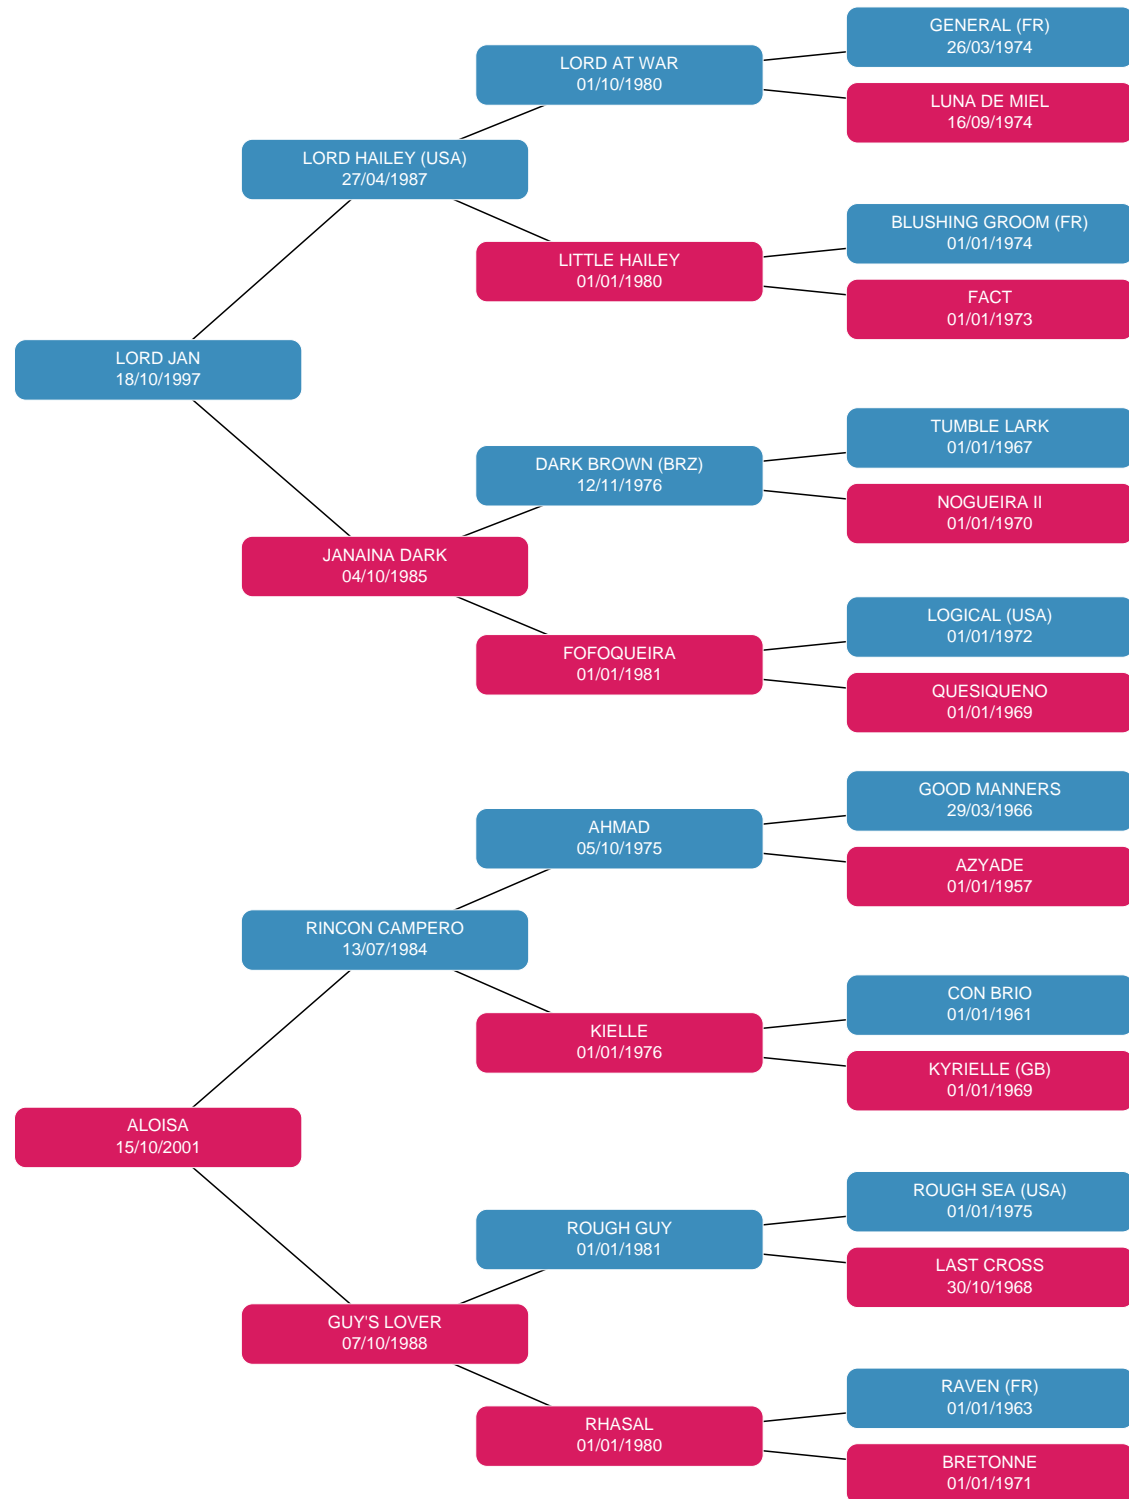 GENERAL (FR)
26/03/1974
LORD AT WAR
01/10/1980
LUNA DE MIEL
16/09/1974
LORD HAILEY (USA)
27/04/1987
BLUSHING GROOM (FR)
01/01/1974
LITTLE HAILEY
01/01/1980
FACT
01/01/1973
LORD JAN
18/10/1997
TUMBLE LARK
01/01/1967
DARK BROWN (BRZ)
12/11/1976
NOGUEIRA II
01/01/1970
JANAINA DARK
04/10/1985
LOGICAL (USA)
01/01/1972
FOFOQUEIRA
01/01/1981
QUESIQUENO
01/01/1969
GOOD MANNERS
29/03/1966
AHMAD
05/10/1975
AZYADE
01/01/1957
RINCON CAMPERO
13/07/1984
CON BRIO
01/01/1961
KIELLE
01/01/1976
KYRIELLE (GB)
01/01/1969
ALOISA
15/10/2001
ROUGH SEA (USA)
01/01/1975
ROUGH GUY
01/01/1981
LAST CROSS
30/10/1968
GUY'S LOVER
07/10/1988
RAVEN (FR)
01/01/1963
RHASAL
01/01/1980
BRETONNE
01/01/1971